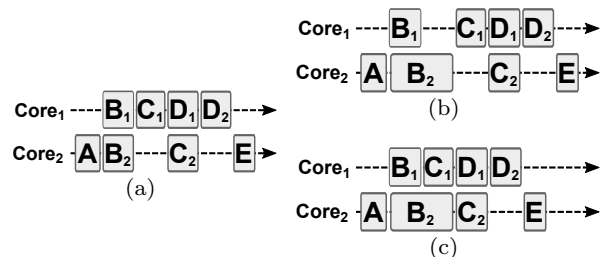 Core₁ B₁ C₁ D₁ D₂
Core₂ A B₂ C₂ E
(a)
Core₁ B₁ C₁ D₁ D₂
Core₂ A B₂ C₂ E
(b)
Core₁ B₁ C₁ D₁ D₂
Core₂ A B₂ C₂ E
(c)